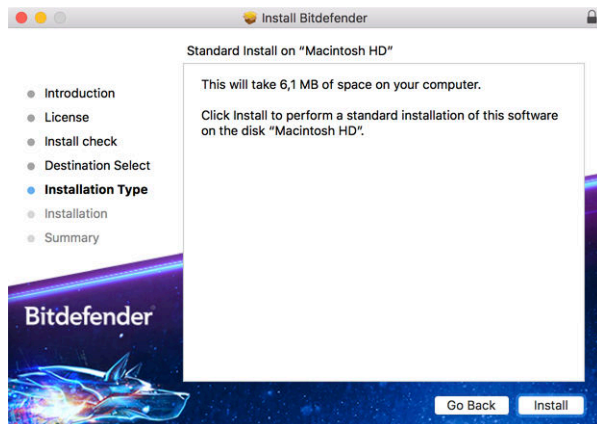 Install Bitdefender
Standard Install on “Macintosh HD”
Introduction
License
Install check
Destination Select
Installation Type
Installation
Summary
This will take 6,1 MB of space on your computer.
Click Install to perform a standard installation of this software
on the disk “Macintosh HD”.
Bitdefender
Go Back
Install